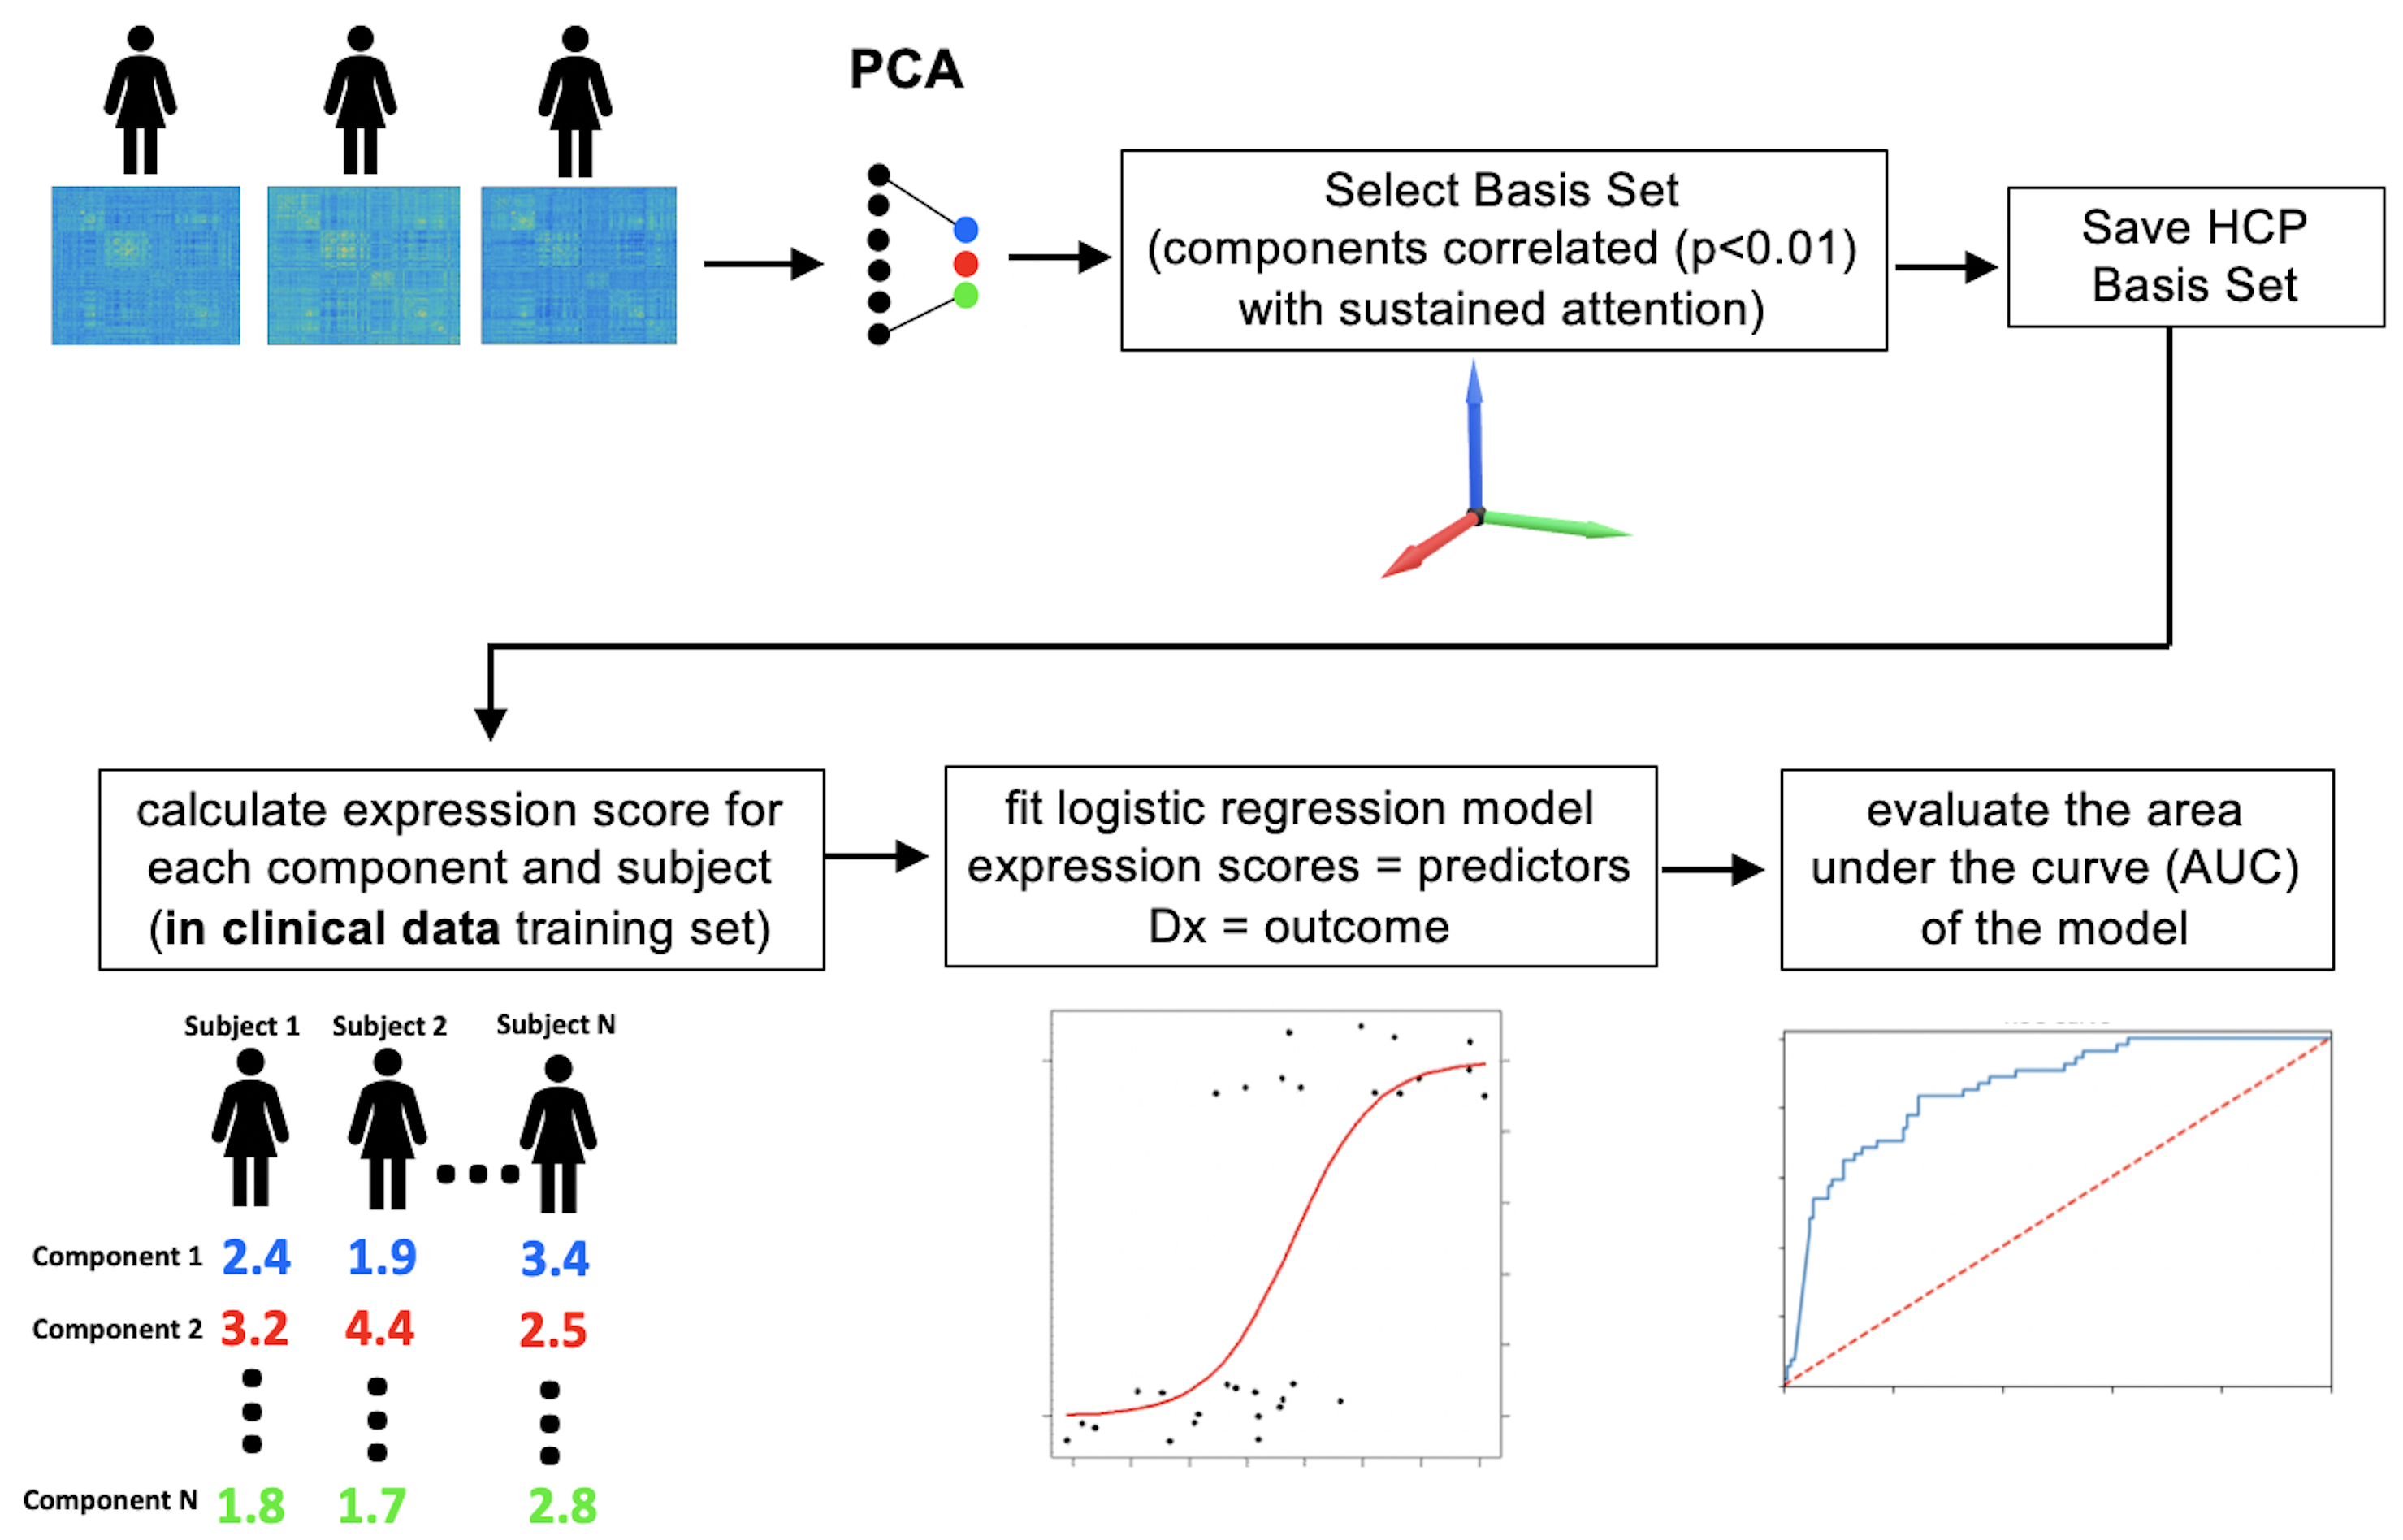 PCA
Select Basis Set
(components correlated (p<0.01)
with sustained attention)
Save HCP
Basis Set
calculate expression score for
each component and subject
(in clinical data training set)
fit logistic regression model
expression scores = predictors
Dx = outcome
evaluate the area
under the curve (AUC)
of the model
Subject 1 Subject 2 Subject N
Component 1 2.4 1.9 3.4
Component 2 3.2 4.4 2.5
Component N 1.8 1.7 2.8